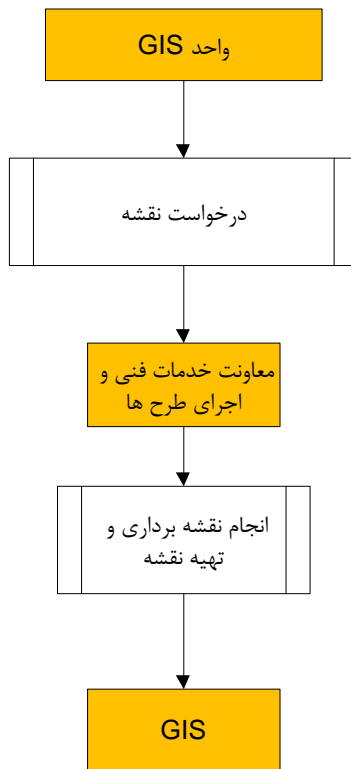 واحد GIS
درخواست نقشه
معاونت خدمات فنی و
اجرای طرح ها
انجام نقشه برداری و
تهیه نقشه
GIS